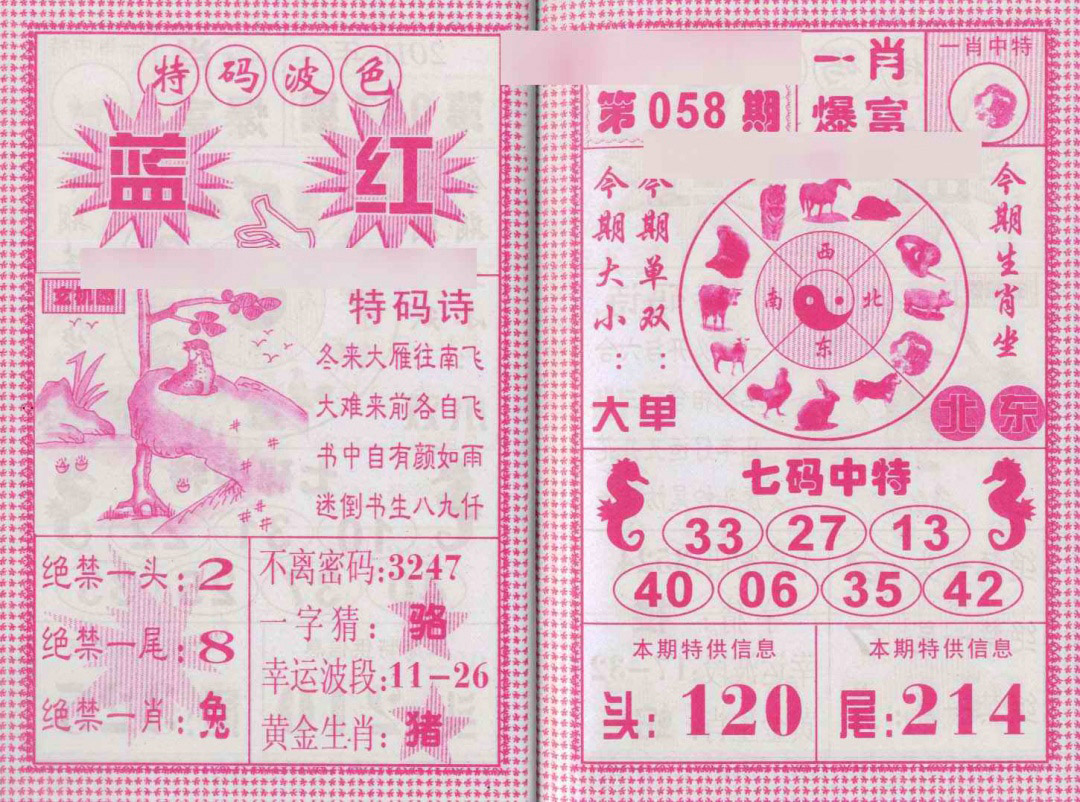 特码波色
蓝 红
玄机图
特码诗
冬来大雁往南飞
大难来前各自飞
书中自有颜如雨
迷倒书生八九仟
绝禁一头:2
绝禁一尾:8
绝禁一肖:兔
不离密码:3247
一字猜:骆
幸运波段:11-26
黄金生肖:猪
第058期
一肖
爆富
一肖中特
今期大小:大
今期单双:单
西
南 北
东
今期生肖坐
北东
七码中特
33 27 13
40 06 35 42
本期特供信息
头:120
本期特供信息
尾:214